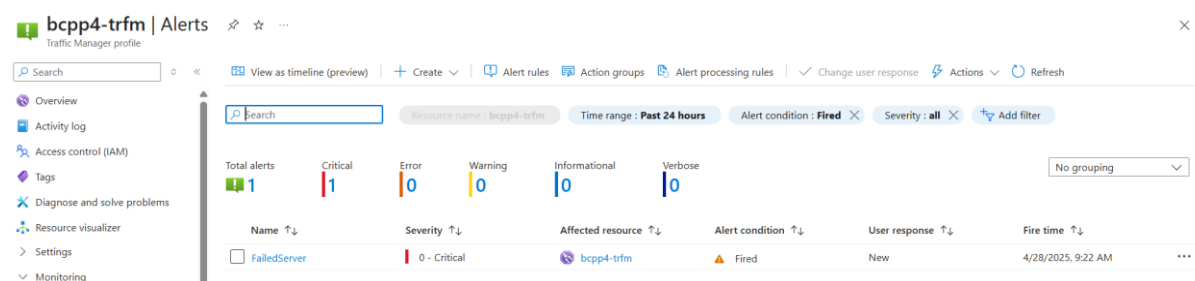 bcpp4-trfm | Alerts
Traffic Manager profile
Search
View as timeline (preview) Create Alert rules Action groups Alert processing rules Change user response Actions Refresh
Overview
Activity log
Access control (IAM)
Tags
Diagnose and solve problems
Resource visualizer
Settings
Monitoring
Search Resource name : bcpp4-trfm Time range : Past 24 hours Alert condition : Fired Severity : all Add filter
Total alerts Critical Error Warning Informational Verbose
1 1 0 0 0 0
No grouping
Name Severity Affected resource Alert condition User response Fire time
FailedServer 0 - Critical bcpp4-trfm Fired New 4/28/2025, 9:22 AM